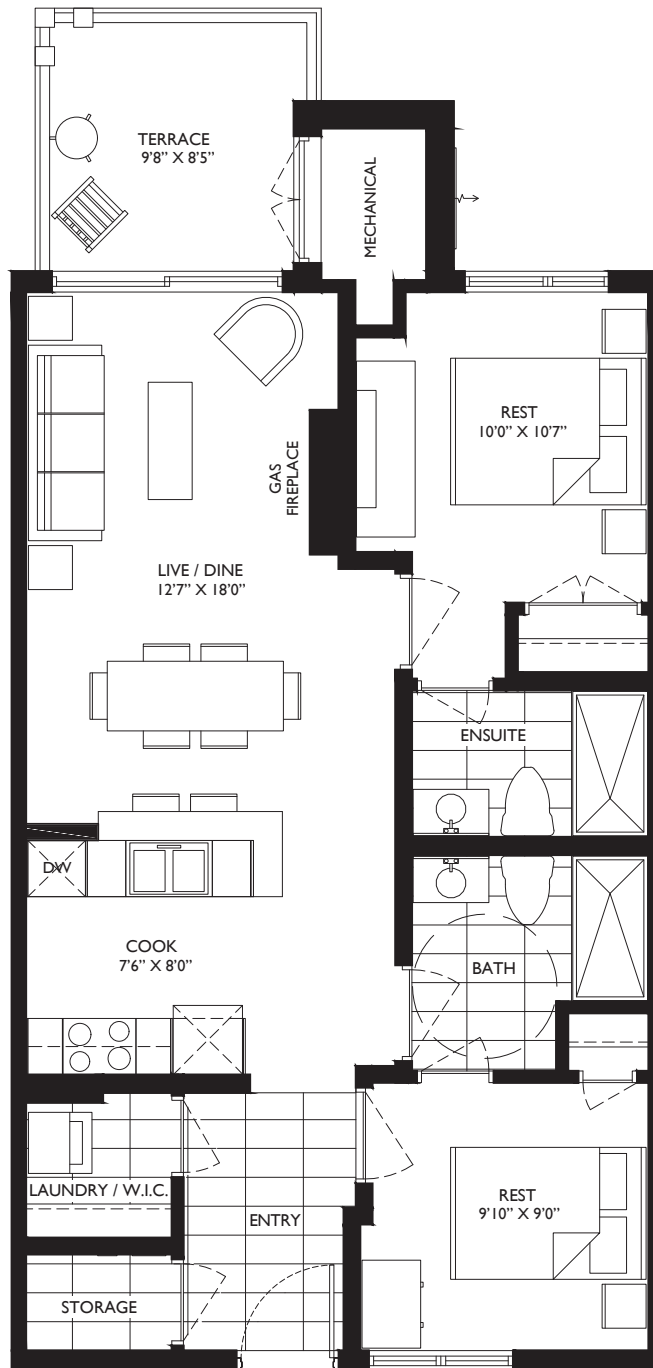 TERRACE
9’8” X 8’5”
MECHANICAL
REST
10’0” X 10’7”
GAS
FIREPLACE
LIVE / DINE
12’7” X 18’0”
ENSUITE
DW
COOK
7’6” X 8’0”
BATH
LAUNDRY / W.I.C.
ENTRY
REST
9’10” X 9’0”
STORAGE